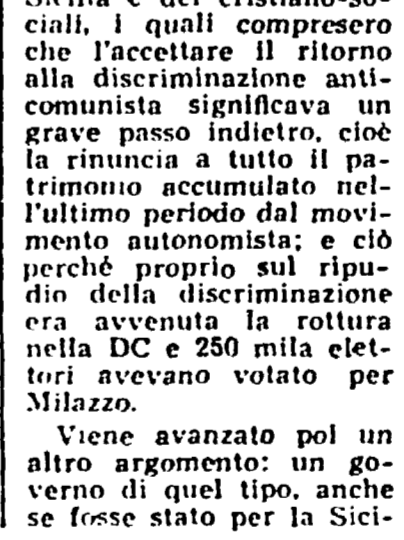 Sicilia e dei cristiano-so-
ciali, i quali compresero
che l'accettare il ritorno
alla discriminazione anti-
comunista significava un
grave passo indietro, cioè
la rinuncia a tutto il pa-
trimonio accumulato nel-
l'ultimo periodo dal movi-
mento autonomista; e ciò
perchè proprio sul ripu-
dio della discriminazione
era avvenuta la rottura
nella DC e 250 mila elet-
tori avevano votato per
Milazzo.
Viene avanzato poi un
altro argomento: un go-
verno di quel tipo, anche
se fosse stato per la Sici-